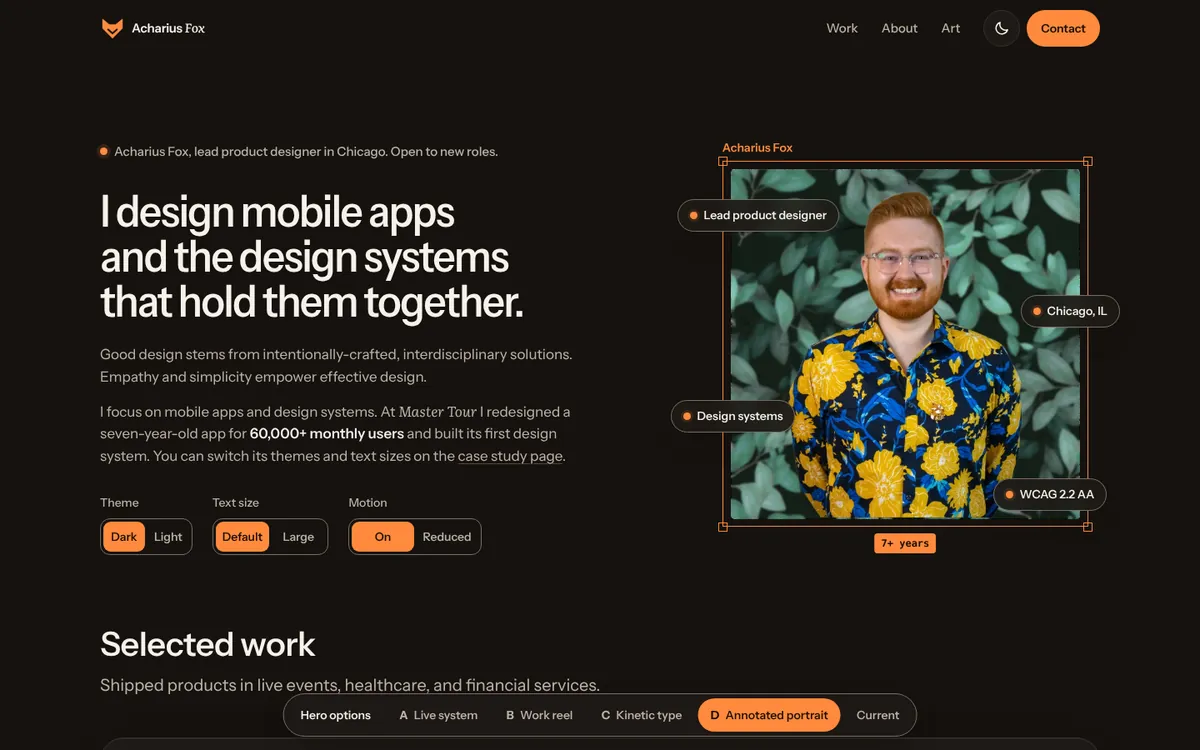 Acharius Fox
Work
About
Art
Contact
Acharius Fox, lead product designer in Chicago. Open to new roles.
I design mobile apps
and the design systems
that hold them together.
Good design stems from intentionally-crafted, interdisciplinary solutions.
Empathy and simplicity empower effective design.
I focus on mobile apps and design systems. At Master Tour I redesigned a
seven-year-old app for 60,000+ monthly users and built its first design
system. You can switch its themes and text sizes on the case study page.
Theme
Text size
Motion
Dark
Light
Default
Large
On
Reduced
Acharius Fox
Lead product designer
Chicago, IL
Design systems
WCAG 2.2 AA
7+ years
Selected work
Shipped products in live events, healthcare, and financial services.
Hero options
A Live system
B Work reel
C Kinetic type
D Annotated portrait
Current